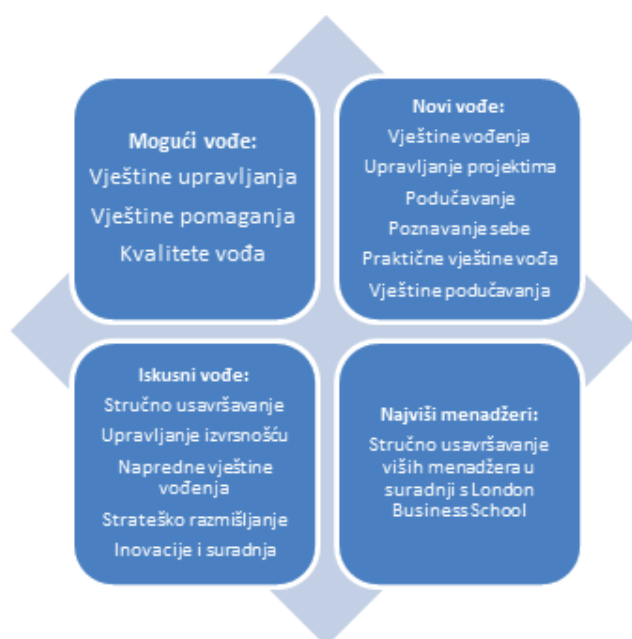 Mogući vođe:
Vještine upravljanja
Vještine pomaganja
Kvalitete vođa
Novi vođe:
Vještine vođenja
Upravljanje projektima
Podučavanje
Poznavanje sebe
Praktične vještine vođa
Vještine podučavanja
Iskusni vođe:
Stručno usavršavanje
Upravljanje izvrsnošću
Napredne vještine
vođenja
Strateško razmišljanje
Inovacije i suradnja
Najviši menadžeri:
Stručno usavršavanje
viših menadžera u
suradnji s London
Business School